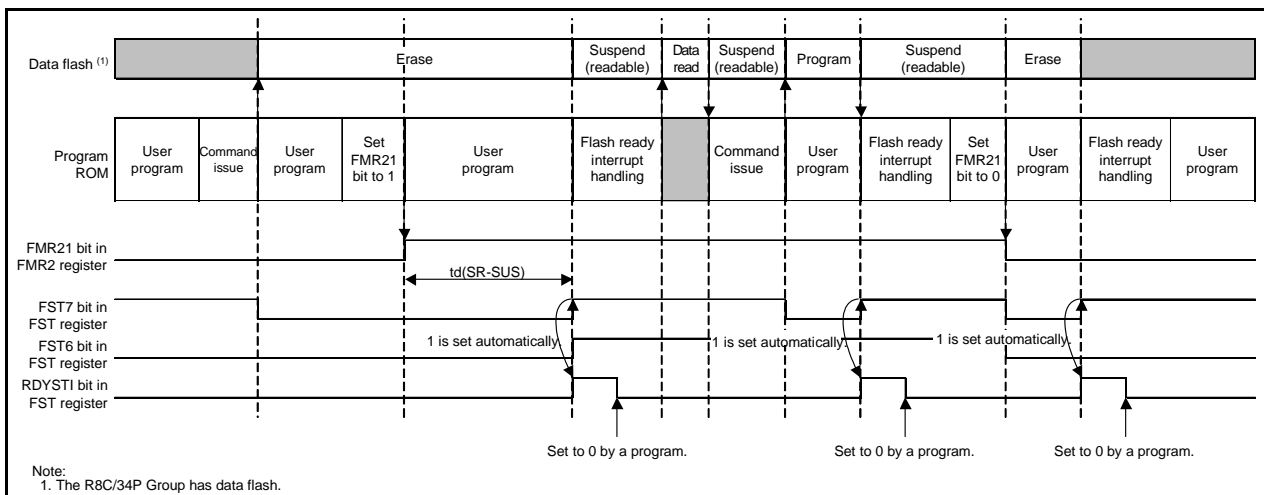 Data flash (1)
Erase
Suspend
(readable)
Data
read
Suspend
(readable)
Program
Suspend
(readable)
Erase
Program
ROM
User
program
Command
issue
User
program
Set
FMR21
bit to 1
User
program
Flash ready
interrupt
handling
Command
issue
User
program
Flash ready
interrupt
handling
Set
FMR21
bit to 0
User
program
Flash ready
interrupt
handling
User
program
FMR21 bit in
FMR2 register
td(SR-SUS)
FST7 bit in
FST register
1 is set automatically.
1 is set automatically.
1 is set automatically.
FST6 bit in
FST register
RDYSTI bit in
FST register
Set to 0 by a program.
Set to 0 by a program.
Set to 0 by a program.
Note:
1. The R8C/34P Group has data flash.